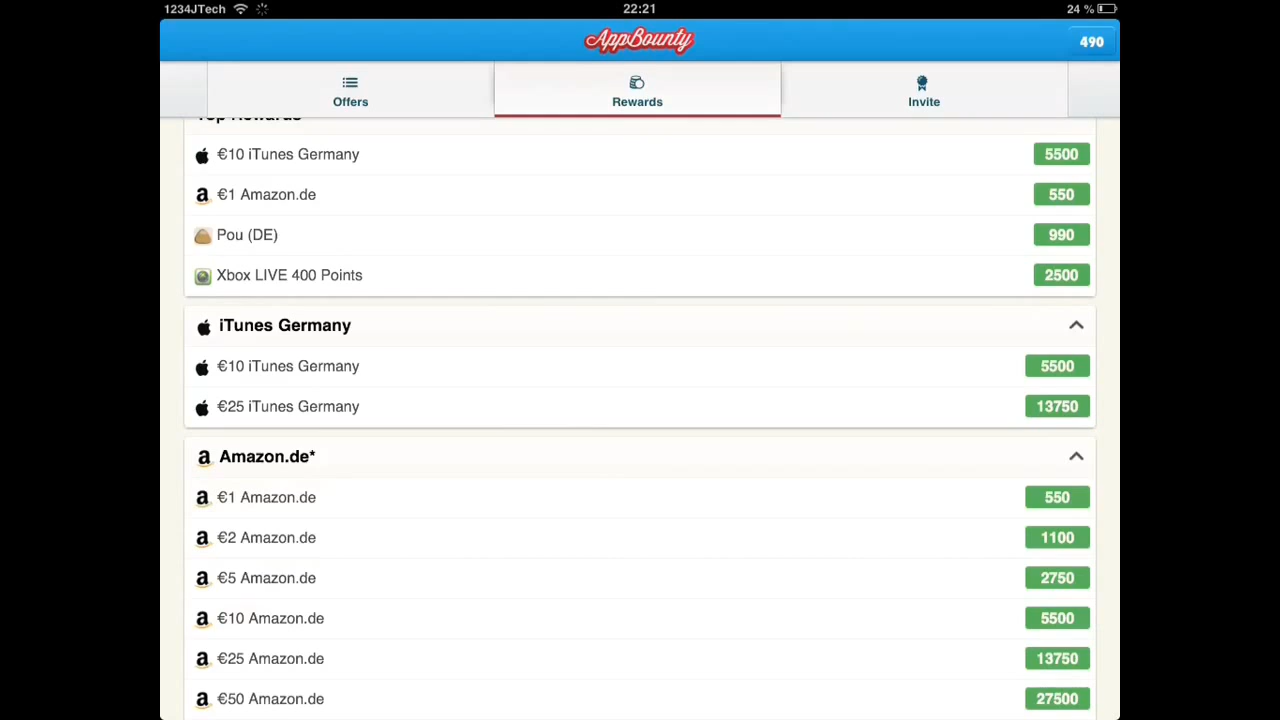 1234JTech 22:21 24 %
AppBounty 490
Offers Rewards Invite
Top Rewards
€10 iTunes Germany 5500
€1 Amazon.de 550
Pou (DE) 990
Xbox LIVE 400 Points 2500
iTunes Germany
€10 iTunes Germany 5500
€25 iTunes Germany 13750
Amazon.de*
€1 Amazon.de 550
€2 Amazon.de 1100
€5 Amazon.de 2750
€10 Amazon.de 5500
€25 Amazon.de 13750
€50 Amazon.de 27500